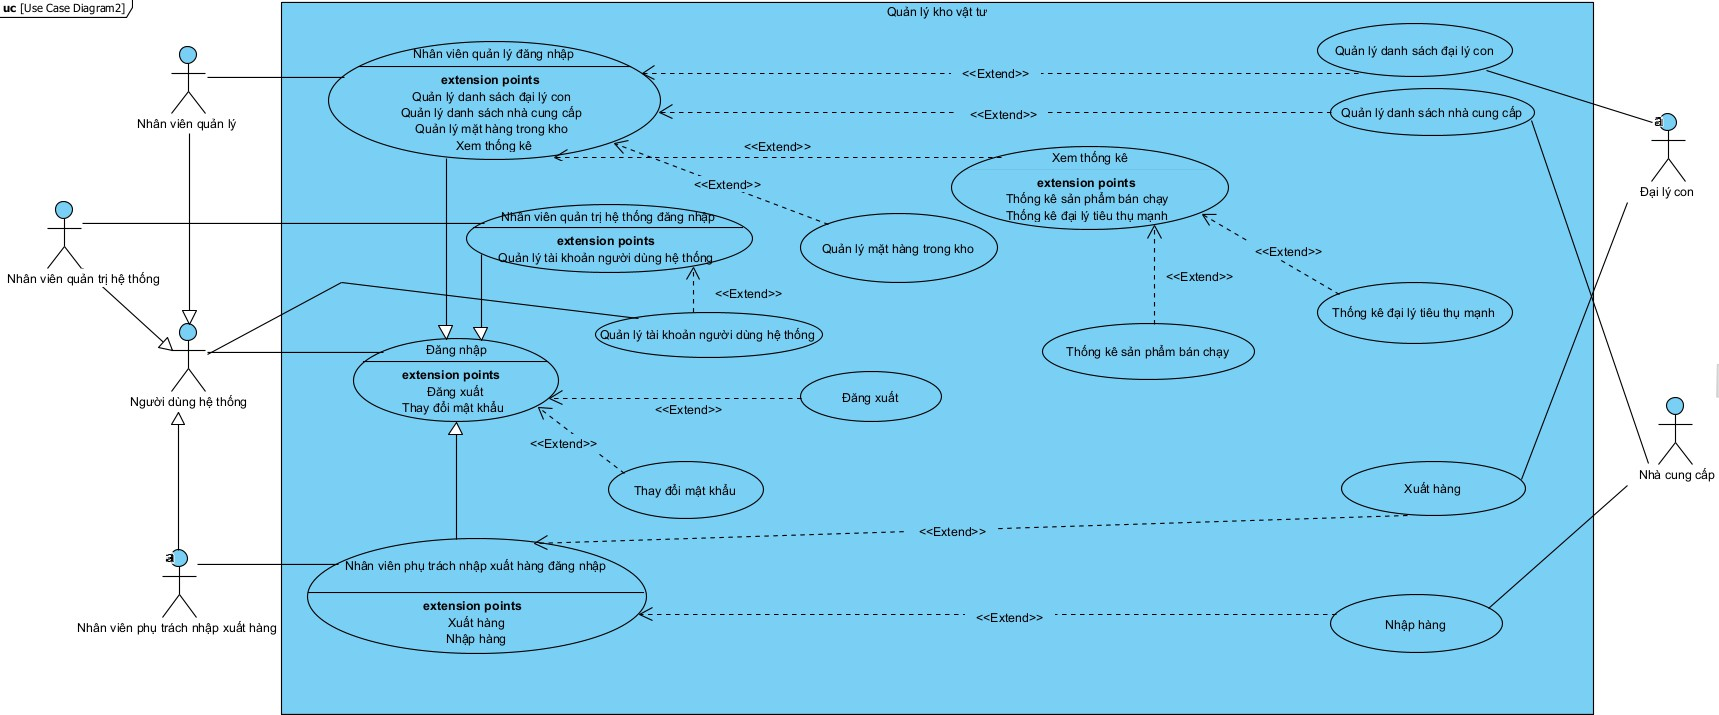 uc [Use Case Diagram2]
Quản lý kho vật tư
Nhân viên quản lý
Nhân viên quản lý đăng nhập
extension points
Quản lý danh sách đại lý con
Quản lý danh sách nhà cung cấp
Quản lý mặt hàng trong kho
Xem thống kê
<<Extend>>
Quản lý danh sách đại lý con
<<Extend>>
Quản lý danh sách nhà cung cấp
a
Đại lý con
<<Extend>>
<<Extend>>
Xem thống kê
extension points
Thống kê sản phẩm bán chạy
Thống kê đại lý tiêu thụ mạnh
Nhân viên quản trị hệ thống
Nhân viên quản trị hệ thống đăng nhập
extension points
Quản lý tài khoản người dùng hệ thống
Quản lý mặt hàng trong kho
<<Extend>>
<<Extend>>
<<Extend>>
Quản lý tài khoản người dùng hệ thống
Thống kê đại lý tiêu thụ mạnh
Thống kê sản phẩm bán chạy
Người dùng hệ thống
Đăng nhập
extension points
Đăng xuất
Thay đổi mật khẩu
<<Extend>>
Đăng xuất
<<Extend>>
Thay đổi mật khẩu
Nhà cung cấp
Xuất hàng
<<Extend>>
a
Nhân viên phụ trách nhập xuất hàng
Nhân viên phụ trách nhập xuất hàng đăng nhập
extension points
Xuất hàng
Nhập hàng
<<Extend>>
Nhập hàng